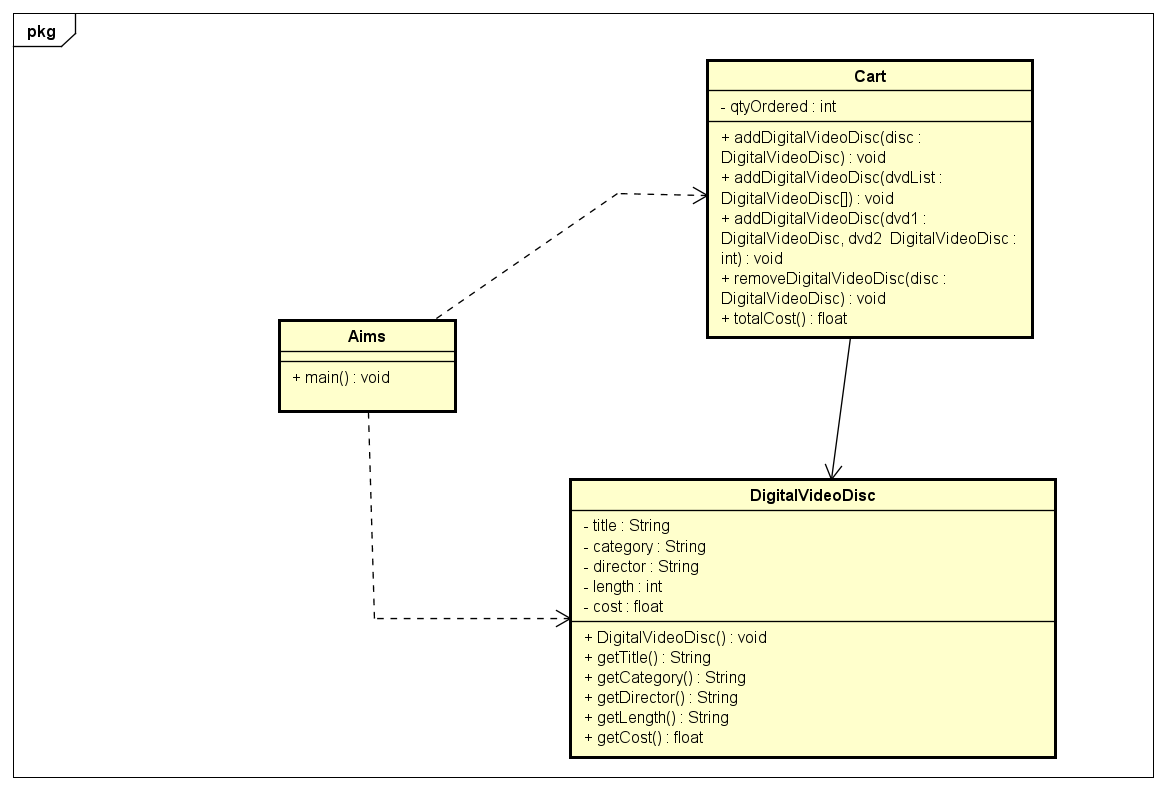 pkg
Cart
- qtyOrdered : int
+ addDigitalVideoDisc(disc :
DigitalVideoDisc) : void
+ addDigitalVideoDisc(dvdList :
DigitalVideoDisc[]) : void
+ addDigitalVideoDisc(dvd1 :
DigitalVideoDisc, dvd2  DigitalVideoDisc :
int) : void
+ removeDigitalVideoDisc(disc :
DigitalVideoDisc) : void
+ totalCost() : float
Aims
+ main() : void
DigitalVideoDisc
- title : String
- category : String
- director : String
- length : int
- cost : float
+ DigitalVideoDisc() : void
+ getTitle() : String
+ getCategory() : String
+ getDirector() : String
+ getLength() : String
+ getCost() : float